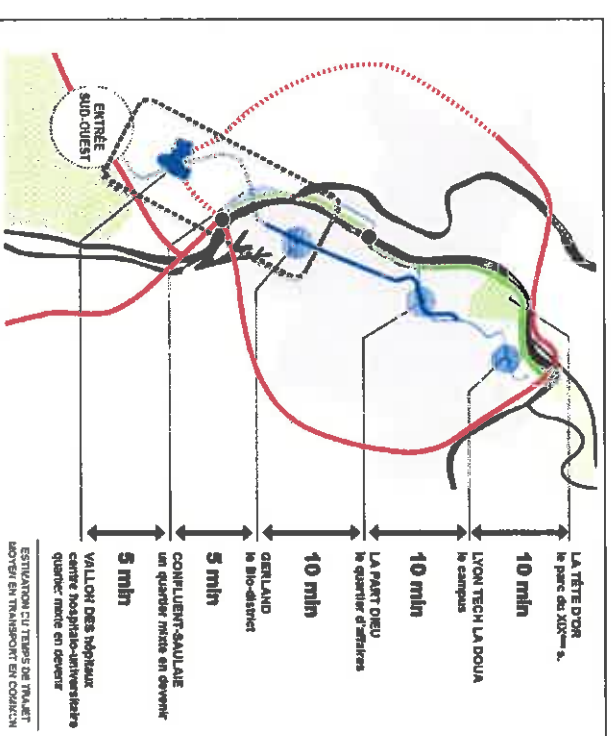 LA TÊTE D'OR
le parc du XIXème s.
10 min
LYON TECH LA DOUA
le campus
10 min
LA PART DIEU
le quartier d'affaires
10 min
GERLAND
le Bio-district
5 min
CONFLUENT-SAULAIE
un quartier mixte en devenir
5 min
VALLON DES hôpitaux
centre hospitalo-universitaire
quartier mixte en devenir
ESTIMATION DU TEMPS DE TRAJET
MOYEN EN TRANSPORT EN COMMUN
ENTRÉE
SUD-OUEST